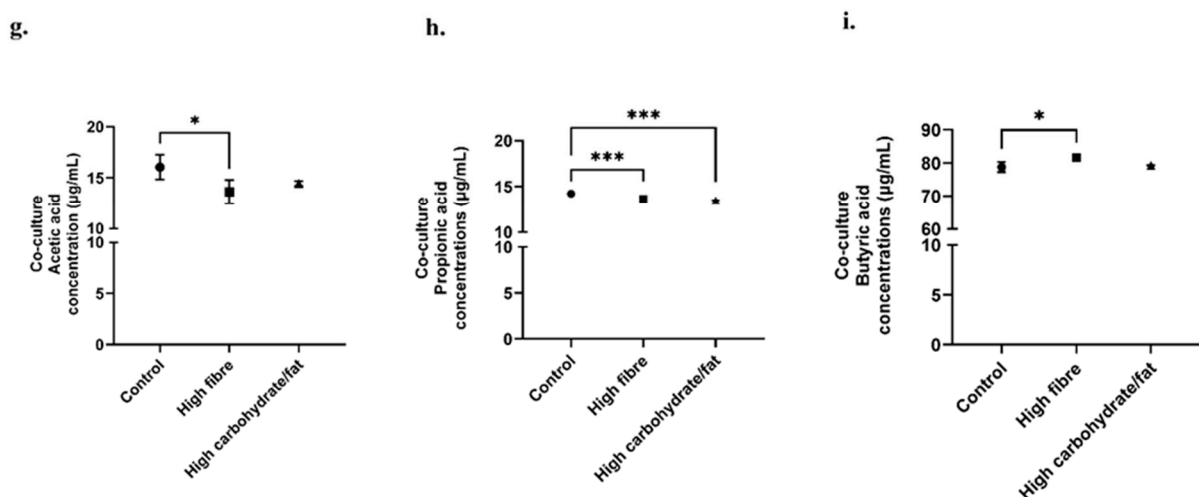 g.
Co-culture
Acetic acid
concentration (µg/mL)
20
15
10
10
5
0
*
Control
High fibre
High carbohydrate/fat
h.
Co-culture
Propionic acid
concentrations (µg/mL)
20
15
10
10
5
0
***
***
Control
High fibre
High carbohydrate/fat
i.
Co-culture
Butyric acid
concentrations (µg/mL)
90
80
70
60
10
5
0
*
Control
High fibre
High carbohydrate/fat